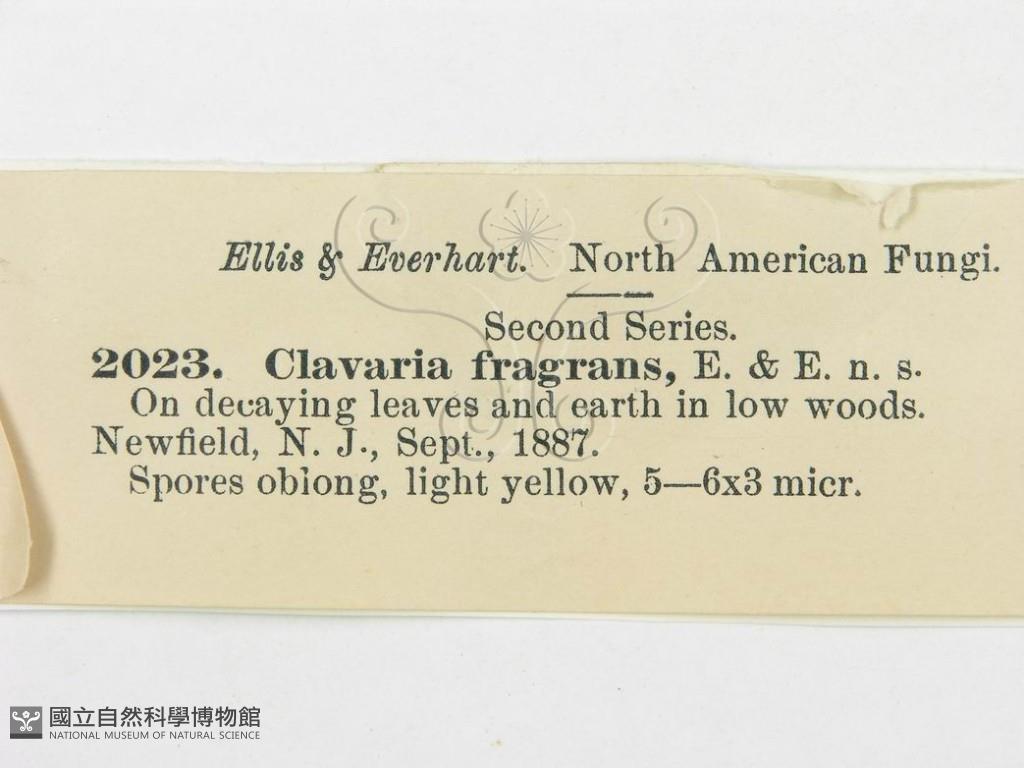 Ellis & Everhart. North American Fungi.
Second Series.
2023. Clavaria fragrans, E. & E. n. s.
On decaying leaves and earth in low woods.
Newfield, N. J., Sept., 1887.
Spores oblong, light yellow, 5—6x3 micr.
國立自然科學博物館
NATIONAL MUSEUM OF NATURAL SCIENCE